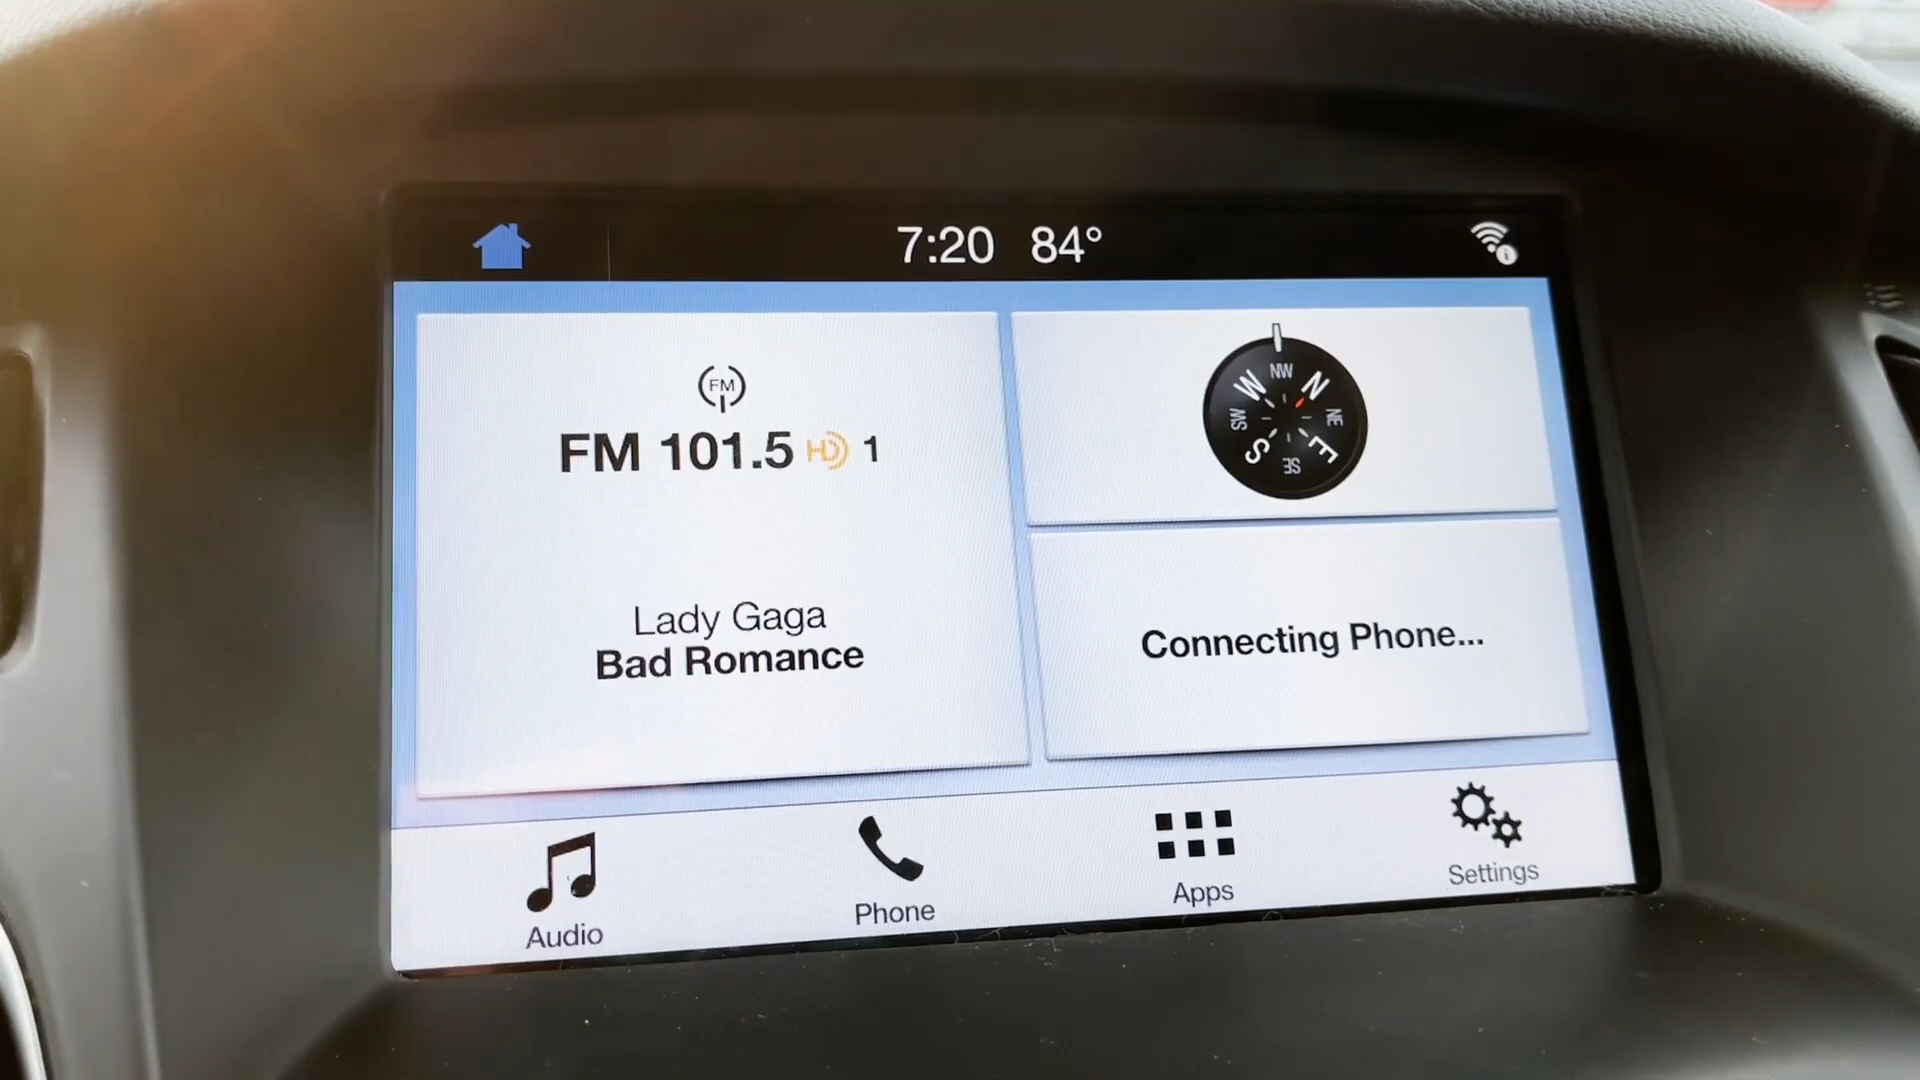 7:20 84°
FM
FM 101.5 HD 1
Lady Gaga
Bad Romance
NW
W N
SW NE
S E
SE
Connecting Phone...
Audio
Phone
Apps
Settings